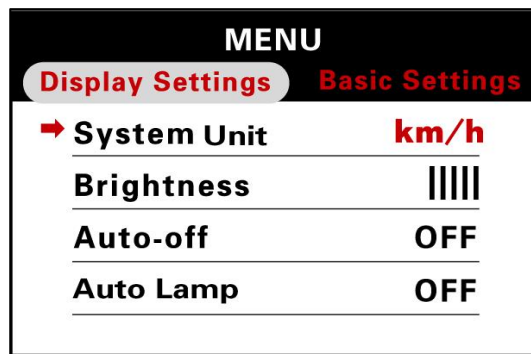 MENU
Display Settings Basic Settings
System Unit km/h
Brightness |||||
Auto-off OFF
Auto Lamp OFF